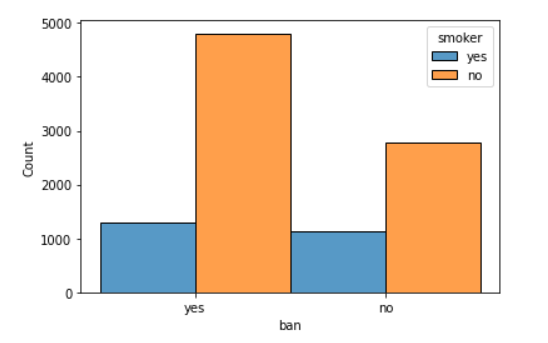 5000
4000
3000
2000
1000
0
Count
smoker
yes
no
yes no
ban